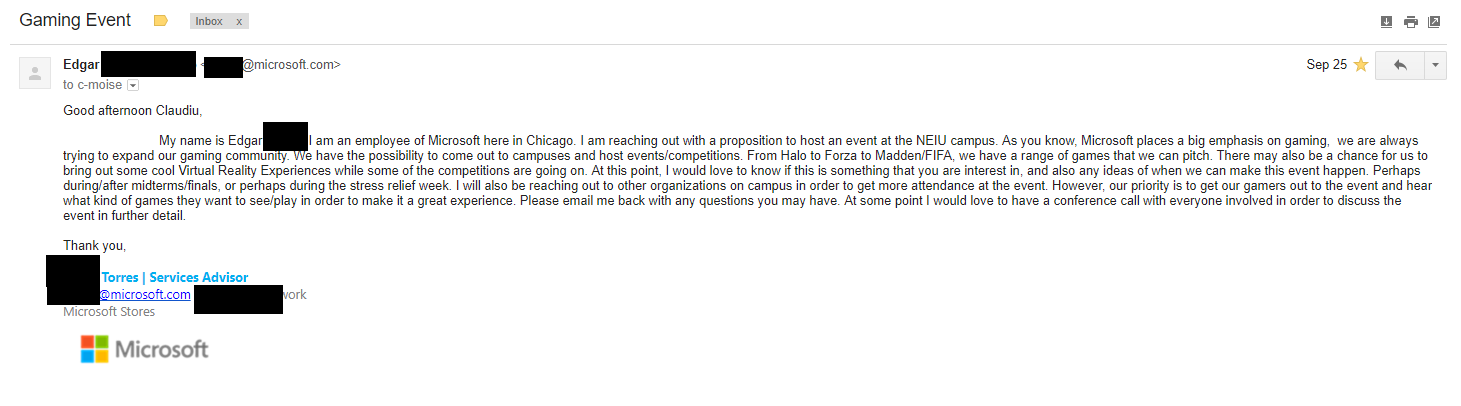 Gaming Event
Inbox x
Edgar < @microsoft.com>
Sep 25
to c-moise
Good afternoon Claudiu,
My name is Edgar I am an employee of Microsoft here in Chicago. I am reaching out with a proposition to host an event at the NEIU campus. As you know, Microsoft places a big emphasis on gaming, we are always
trying to expand our gaming community. We have the possibility to come out to campuses and host events/competitions. From Halo to Forza to Madden/FIFA, we have a range of games that we can pitch. There may also be a chance for us to
bring out some cool Virtual Reality Experiences while some of the competitions are going on. At this point, I would love to know if this is something that you are interest in, and also any ideas of when we can make this event happen. Perhaps
during/after midterms/finals, or perhaps during the stress relief week. I will also be reaching out to other organizations on campus in order to get more attendance at the event. However, our priority is to get our gamers out to the event and hear
what kind of games they want to see/play in order to make it a great experience. Please email me back with any questions you may have. At some point I would love to have a conference call with everyone involved in order to discuss the
event in further detail.
Thank you,
Torres | Services Advisor
@microsoft.com work
Microsoft Stores
Microsoft